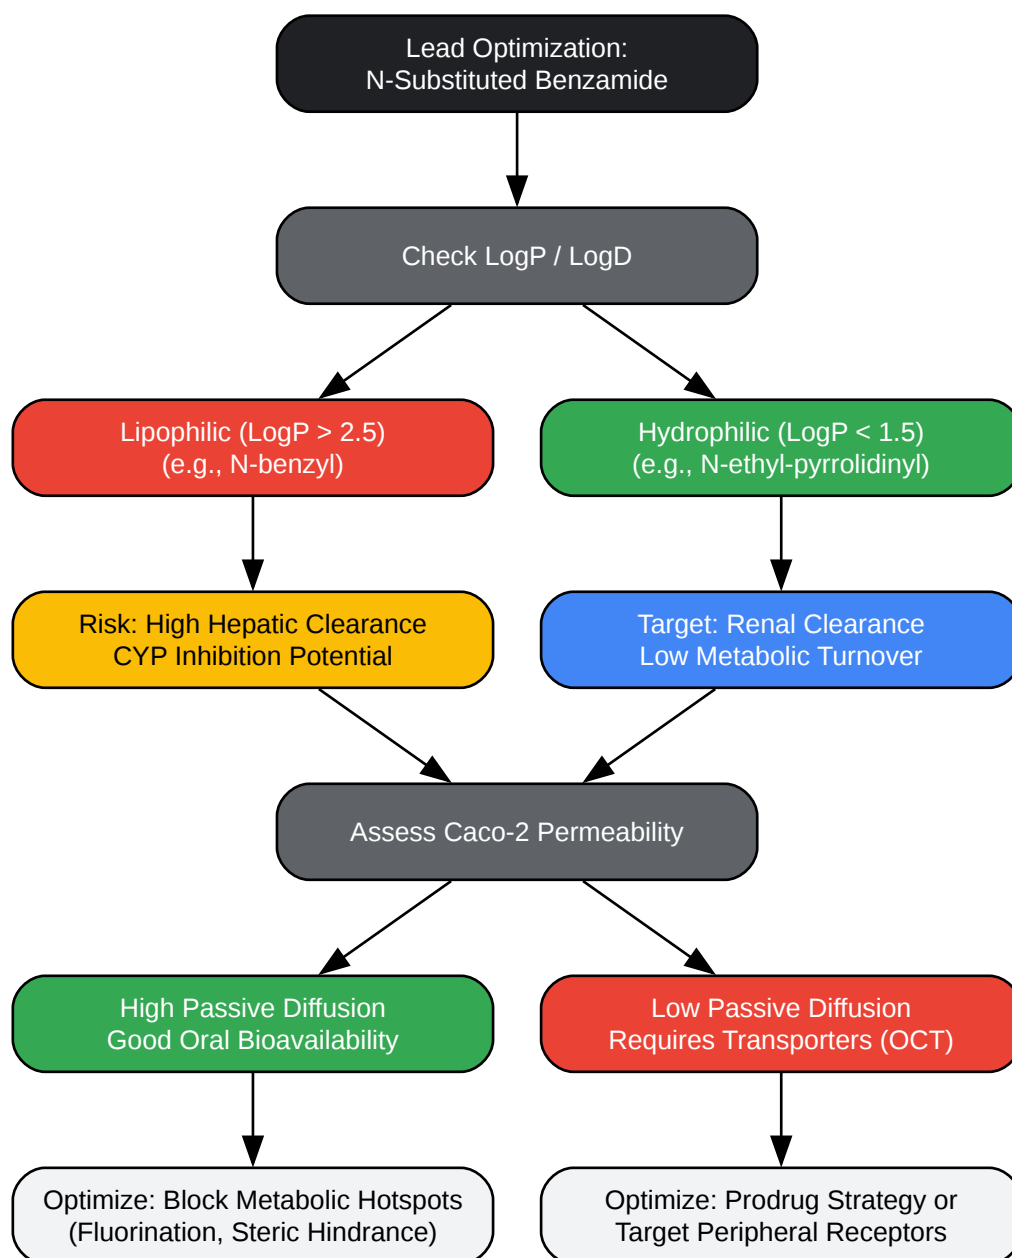 Lead Optimization:
N-Substituted Benzamide
Check LogP / LogD
Lipophilic (LogP > 2.5)
(e.g., N-benzyl)
Hydrophilic (LogP < 1.5)
(e.g., N-ethyl-pyrrolidinyl)
Risk: High Hepatic Clearance
CYP Inhibition Potential
Target: Renal Clearance
Low Metabolic Turnover
Assess Caco-2 Permeability
High Passive Diffusion
Good Oral Bioavailability
Low Passive Diffusion
Requires Transporters (OCT)
Optimize: Block Metabolic Hotspots
(Fluorination, Steric Hindrance)
Optimize: Prodrug Strategy or
Target Peripheral Receptors